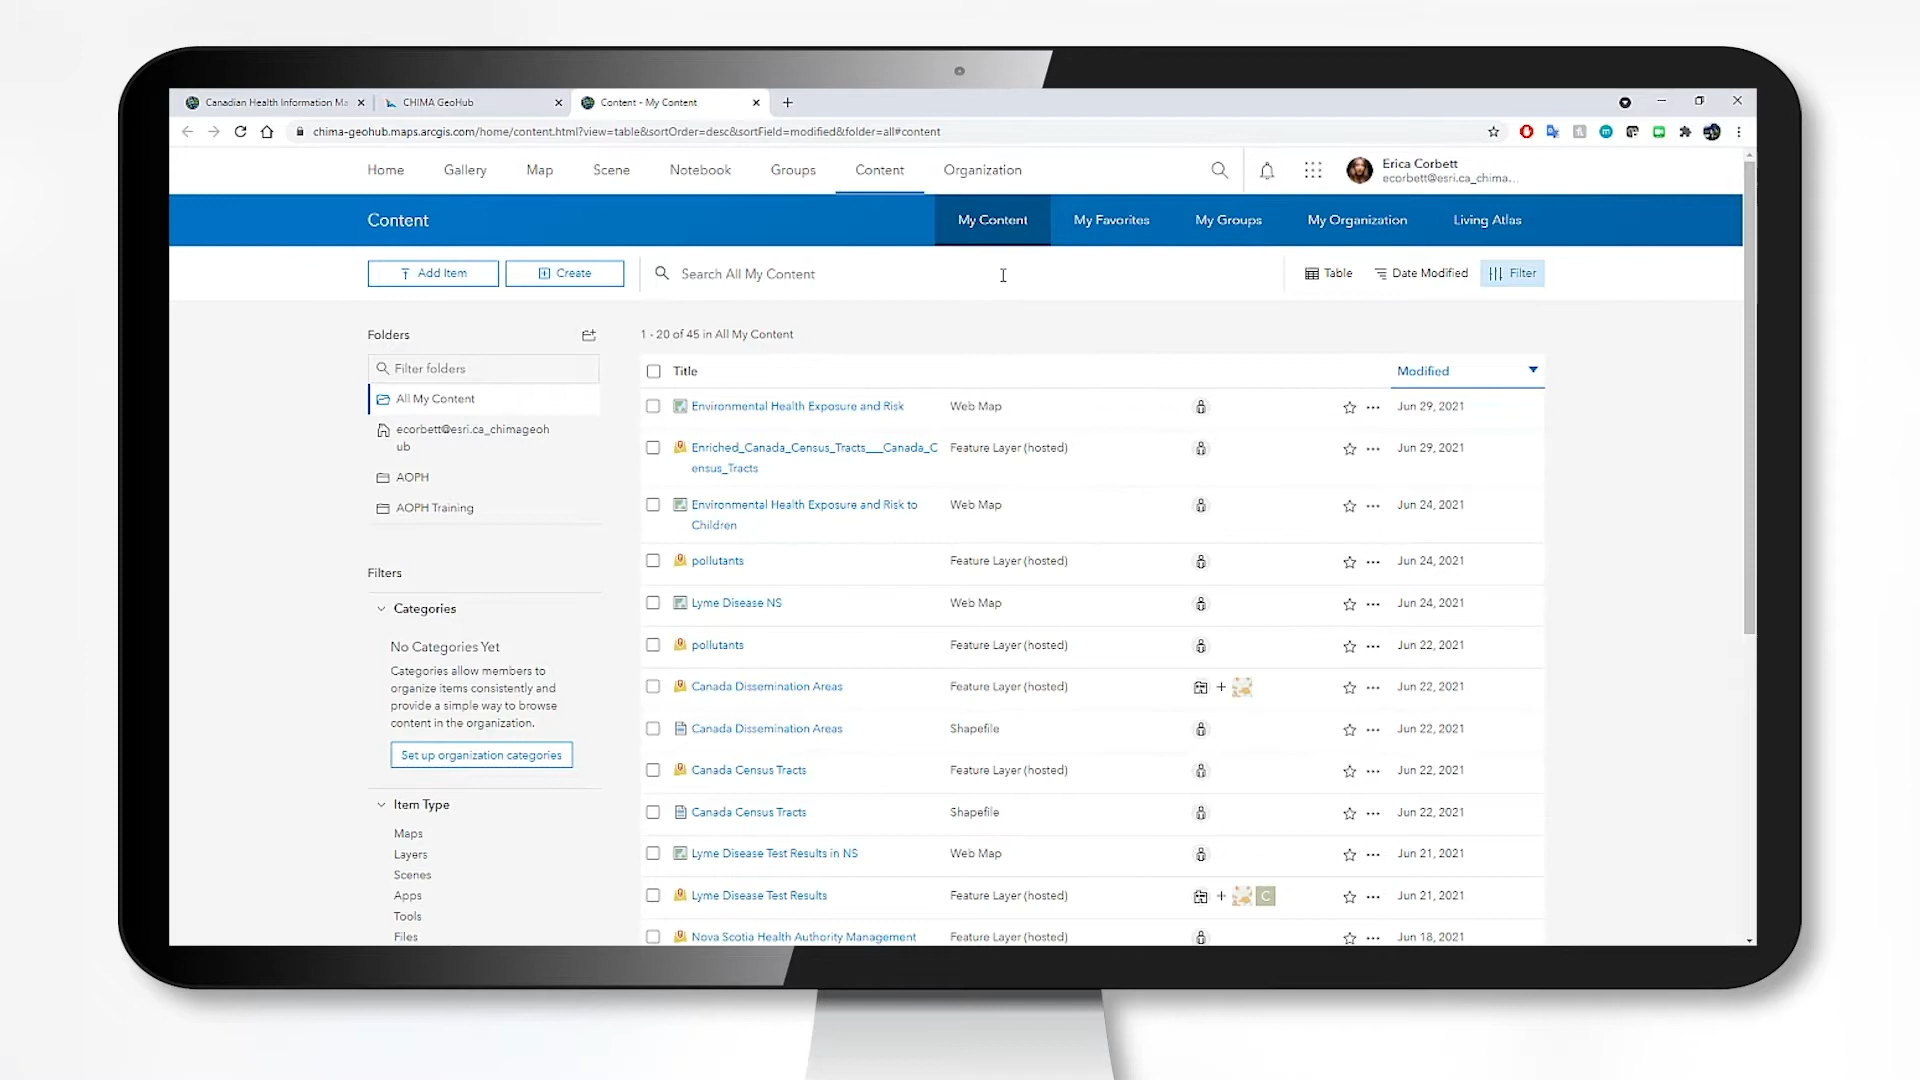 Canadian Health Information Ma
CHIMA GeoHub
Content - My Content
chima-geohub.maps.arcgis.com/home/content.html?view=table&sortOrder=desc&sortField=modified&folder=all#content
Home Gallery Map Scene Notebook Groups Content Organization
Erica Corbett
ecorbett@esri.ca_chima...
Content
My Content My Favorites My Groups My Organization Living Atlas
Add Item Create Search All My Content Table Date Modified Filter
Folders
Filter folders
All My Content
ecorbett@esri.ca_chimageoh
ub
AOPH
AOPH Training
Filters
Categories
No Categories Yet
Categories allow members to
organize items consistently and
provide a simple way to browse
content in the organization.
Set up organization categories
Item Type
Maps
Layers
Scenes
Apps
Tools
Files
1 - 20 of 45 in All My Content
Title Modified
Environmental Health Exposure and Risk Web Map Jun 29, 2021
Enriched_Canada_Census_Tracts___Canada_C Feature Layer (hosted) Jun 29, 2021
ensus_Tracts
Environmental Health Exposure and Risk to Web Map Jun 24, 2021
Children
pollutants Feature Layer (hosted) Jun 24, 2021
Lyme Disease NS Web Map Jun 24, 2021
pollutants Feature Layer (hosted) Jun 22, 2021
Canada Dissemination Areas Feature Layer (hosted) Jun 22, 2021
Canada Dissemination Areas Shapefile Jun 22, 2021
Canada Census Tracts Feature Layer (hosted) Jun 22, 2021
Canada Census Tracts Shapefile Jun 22, 2021
Lyme Disease Test Results in NS Web Map Jun 21, 2021
Lyme Disease Test Results Feature Layer (hosted) C Jun 21, 2021
Nova Scotia Health Authority Management Feature Layer (hosted) Jun 18, 2021